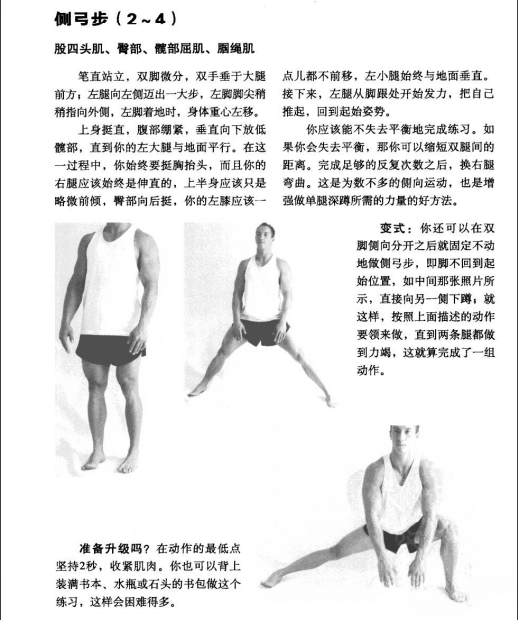 侧弓步（2～4）
股四头肌、臀部、髋部屈肌、腘绳肌
笔直站立，双脚微分，双手垂于大腿
前方；左腿向左侧迈出一大步，左脚脚尖稍
稍指向外侧，左脚着地时，身体重心左移。
上身挺直，腹部绷紧，垂直向下放低
髋部，直到你的左大腿与地面平行。在这
一过程中，你始终要挺胸抬头，而且你的
右腿应该始终是伸直的，上半身应该只是
略微前倾，臀部向后挺，你的左膝应该一
点儿都不前移，左小腿始终与地面垂直。
接下来，左腿从脚跟处开始发力，把自己
推起，回到起始姿势。
你应该能不失去平衡地完成练习。如
果你会失去平衡，那你可以缩短双腿间的
距离。完成足够的反复次数之后，换右腿
弯曲。这是为数不多的侧向运动，也是增
强做单腿深蹲所需的力量的好方法。
变式：你还可以在双
脚侧向分开之后就固定不动
地做侧弓步，即脚不回到起
始位置，如中间那张照片所
示，直接向另一侧下蹲；就
这样，按照上面描述的动作
要领来做，直到两条腿都做
到力竭，这就算完成了一组
动作。
准备升级吗？在动作的最低点
坚持2秒，收紧肌肉。你也可以背上
装满书本、水瓶或石头的书包做这个
练习，这样会困难得多。